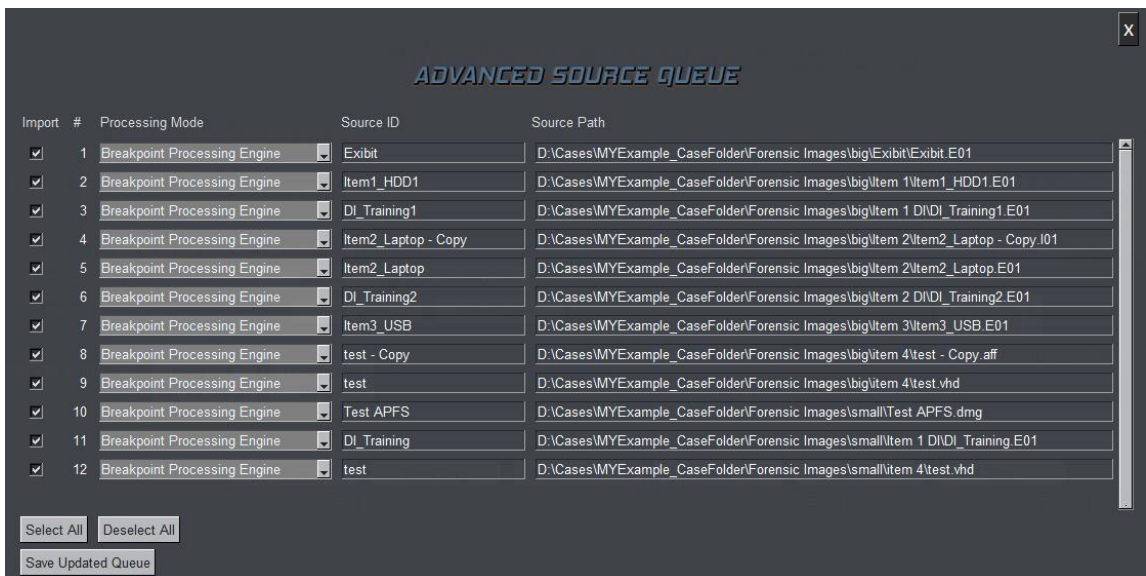 X
ADVANCED SOURCE QUEUE
Import # Processing Mode Source ID Source Path
1 Breakpoint Processing Engine Exibit D:\Cases\MYExample_CaseFolder\Forensic Images\big\Exibit\Exibit.E01
2 Breakpoint Processing Engine Item1_HDD1 D:\Cases\MYExample_CaseFolder\Forensic Images\big\Item 1\Item1_HDD1.E01
3 Breakpoint Processing Engine DI_Training1 D:\Cases\MYExample_CaseFolder\Forensic Images\big\Item 1 DI\DI_Training1.E01
4 Breakpoint Processing Engine Item2_Laptop - Copy D:\Cases\MYExample_CaseFolder\Forensic Images\big\Item 2\Item2_Laptop - Copy.l01
5 Breakpoint Processing Engine Item2_Laptop D:\Cases\MYExample_CaseFolder\Forensic Images\big\Item 2\Item2_Laptop.E01
6 Breakpoint Processing Engine DI_Training2 D:\Cases\MYExample_CaseFolder\Forensic Images\big\Item 2 DI\DI_Training2.E01
7 Breakpoint Processing Engine Item3_USB D:\Cases\MYExample_CaseFolder\Forensic Images\big\Item 3\Item3_USB.E01
8 Breakpoint Processing Engine test - Copy D:\Cases\MYExample_CaseFolder\Forensic Images\big\item 4\test - Copy.aff
9 Breakpoint Processing Engine test D:\Cases\MYExample_CaseFolder\Forensic Images\big\item 4\test.vhd
10 Breakpoint Processing Engine Test APFS D:\Cases\MYExample_CaseFolder\Forensic Images\small\Test APFS.dmg
11 Breakpoint Processing Engine DI_Training D:\Cases\MYExample_CaseFolder\Forensic Images\small\Item 1 DI\DI_Training.E01
12 Breakpoint Processing Engine test D:\Cases\MYExample_CaseFolder\Forensic Images\small\item 4\test.vhd
Select All Deselect All
Save Updated Queue